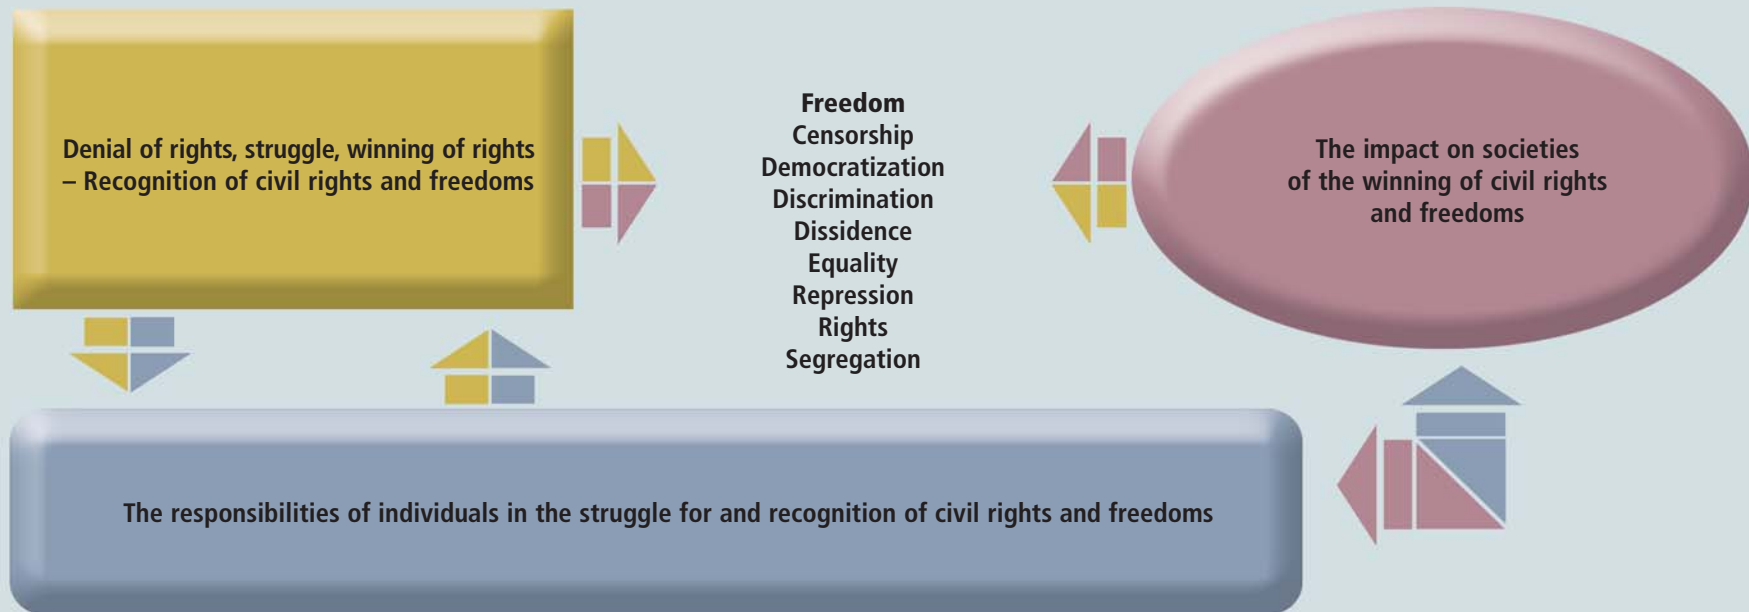 Denial of rights, struggle, winning of rights
– Recognition of civil rights and freedoms
Freedom
Censorship
Democratization
Discrimination
Dissidence
Equality
Repression
Rights
Segregation
The impact on societies
of the winning of civil rights
and freedoms
The responsibilities of individuals in the struggle for and recognition of civil rights and freedoms